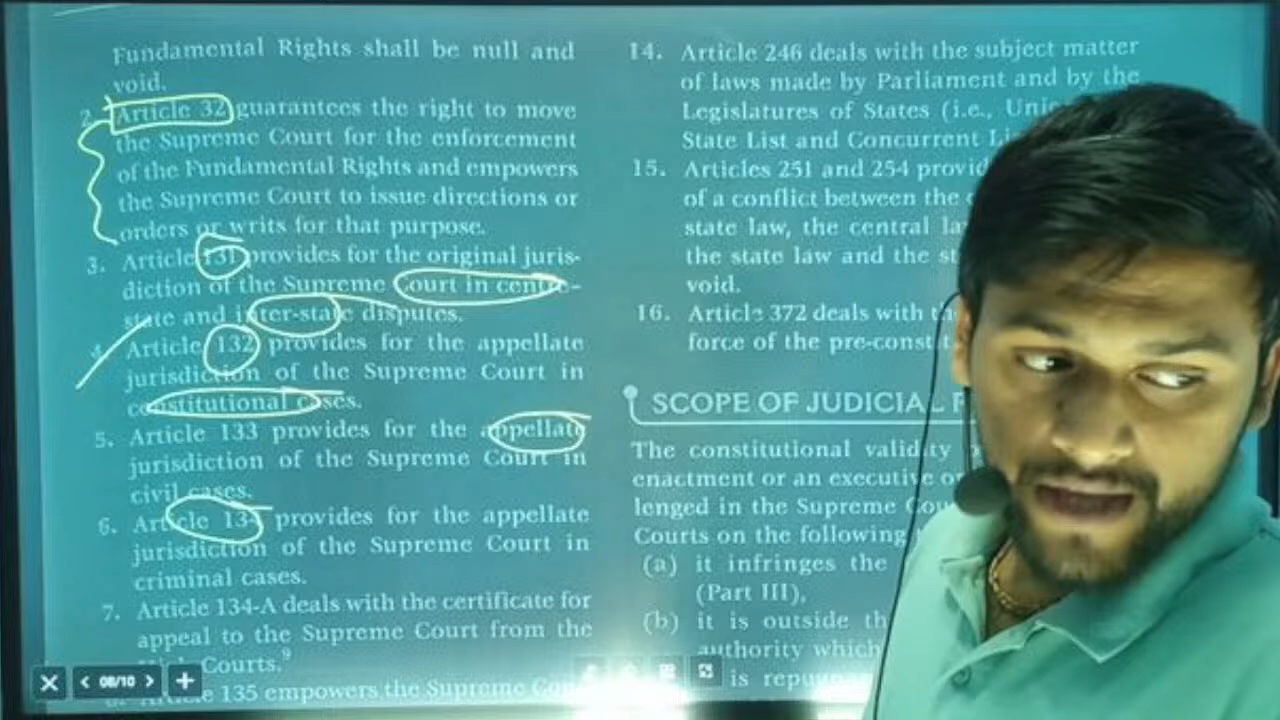 Fundamental Rights shall be null and
void.
2. Article 32 guarantees the right to move
the Supreme Court for the enforcement
of the Fundamental Rights and empowers
the Supreme Court to issue directions or
orders or writs for that purpose.
3. Article 131 provides for the original juris-
diction of the Supreme Court in centre-
state and inter-state disputes.
4. Article 132 provides for the appellate
jurisdiction of the Supreme Court in
constitutional cases.
5. Article 133 provides for the appellate
jurisdiction of the Supreme Court in
civil cases.
6. Article 134 provides for the appellate
jurisdiction of the Supreme Court in
criminal cases.
7. Article 134-A deals with the certificate for
appeal to the Supreme Court from the
Courts.9
135 empowers the Supreme
08/10
14. Article 246 deals with the subject matter
of laws made by Parliament and by the
Legislatures of States (i.e.,
State List and Concurrent
15. Articles 251 and 254
of a conflict between the
state law, the central
the state law and the
void.
16. Article 372 deals with
force of the
SCOPE OF JUDICIAL
The constitutional validity
enactment or an executive
lenged in the Supreme
Courts on the following
(a) it infringes the
(Part III),
(b) it is outside
authority which
is